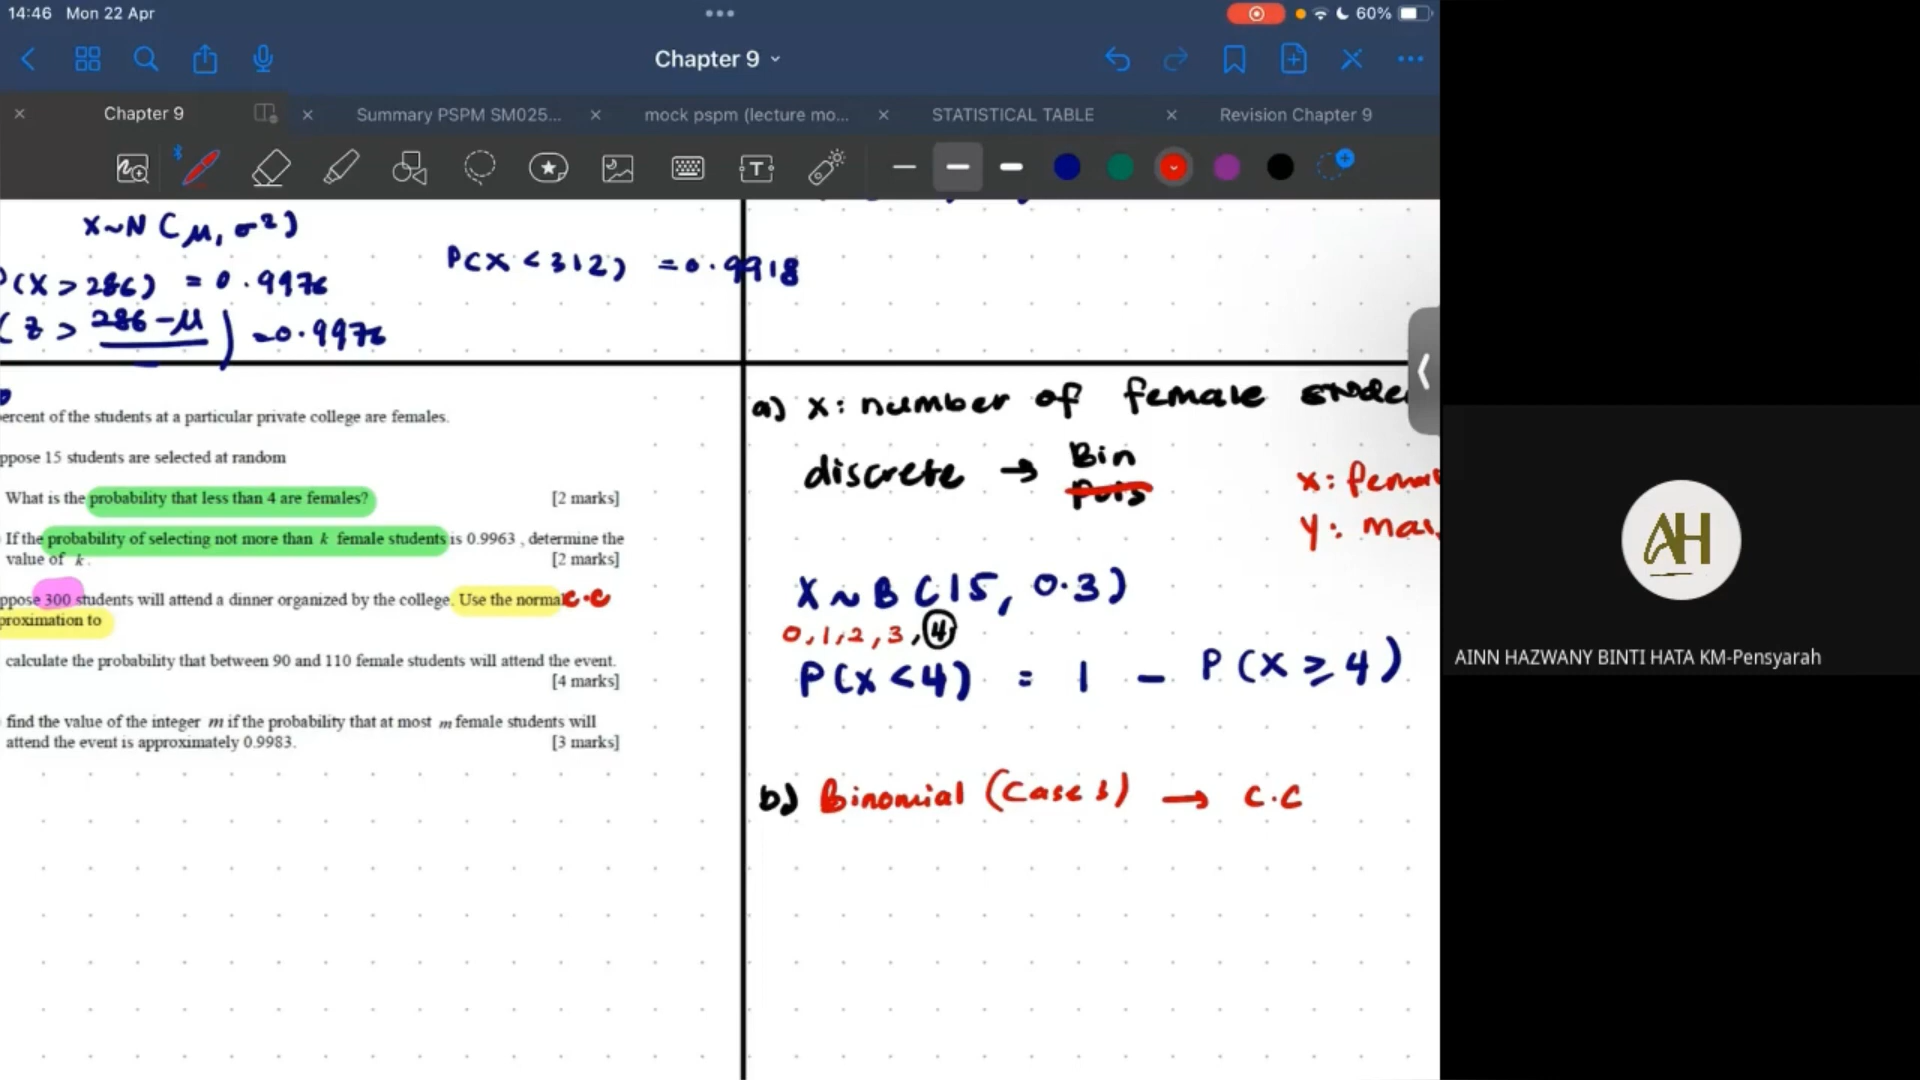 14:46 Mon 22 Apr
60%
Chapter 9
Chapter 9
Summary PSPM SM025...
mock pspm (lecture mo...
STATISTICAL TABLE
Revision Chapter 9
X~N(μ, σ²)
(X > 286) = 0.9976
(z > 286-μ) = 0.9976
P(X < 312) = 0.9918
ercent of the students at a particular private college are females.
ppose 15 students are selected at random
What is the probability that less than 4 are females? [2 marks]
If the probability of selecting not more than k female students is 0.9963 , determine the
value of k. [2 marks]
ppose 300 students will attend a dinner organized by the college. Use the normal c.c
proximation to
calculate the probability that between 90 and 110 female students will attend the event.
[4 marks]
find the value of the integer m if the probability that at most m female students will
attend the event is approximately 0.9983. [3 marks]
a) X: number of female stude
discrete → Bin
Pois
x: femal
y: mal
X ~ B (15, 0.3)
0, 1, 2, 3, 4
P(X < 4) = 1 - P(X ≥ 4)
b) Binomial (Cases) → c.c
AH
AINN HAZWANY BINTI HATA KM-Pensyarah